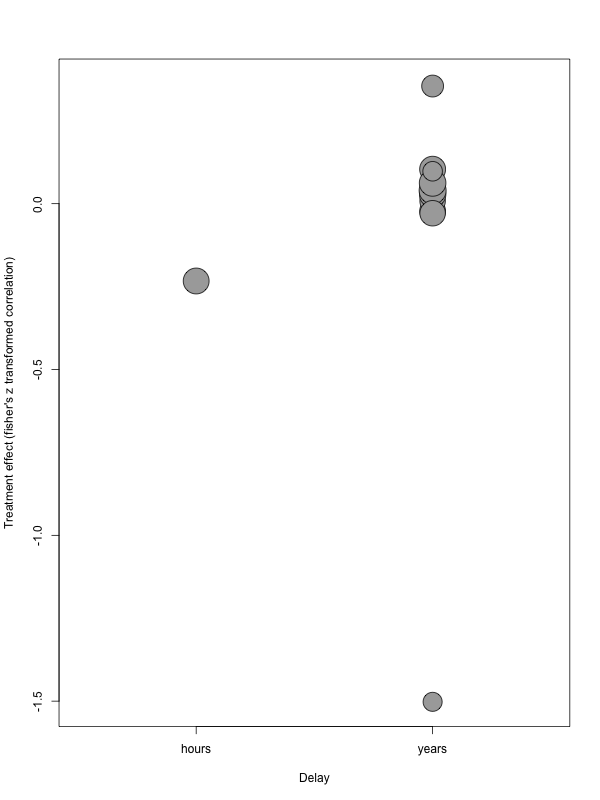 Treatment effect (fisher's z transformed correlation)
0.0
-0.5
-1.0
-1.5
hours
years
Delay